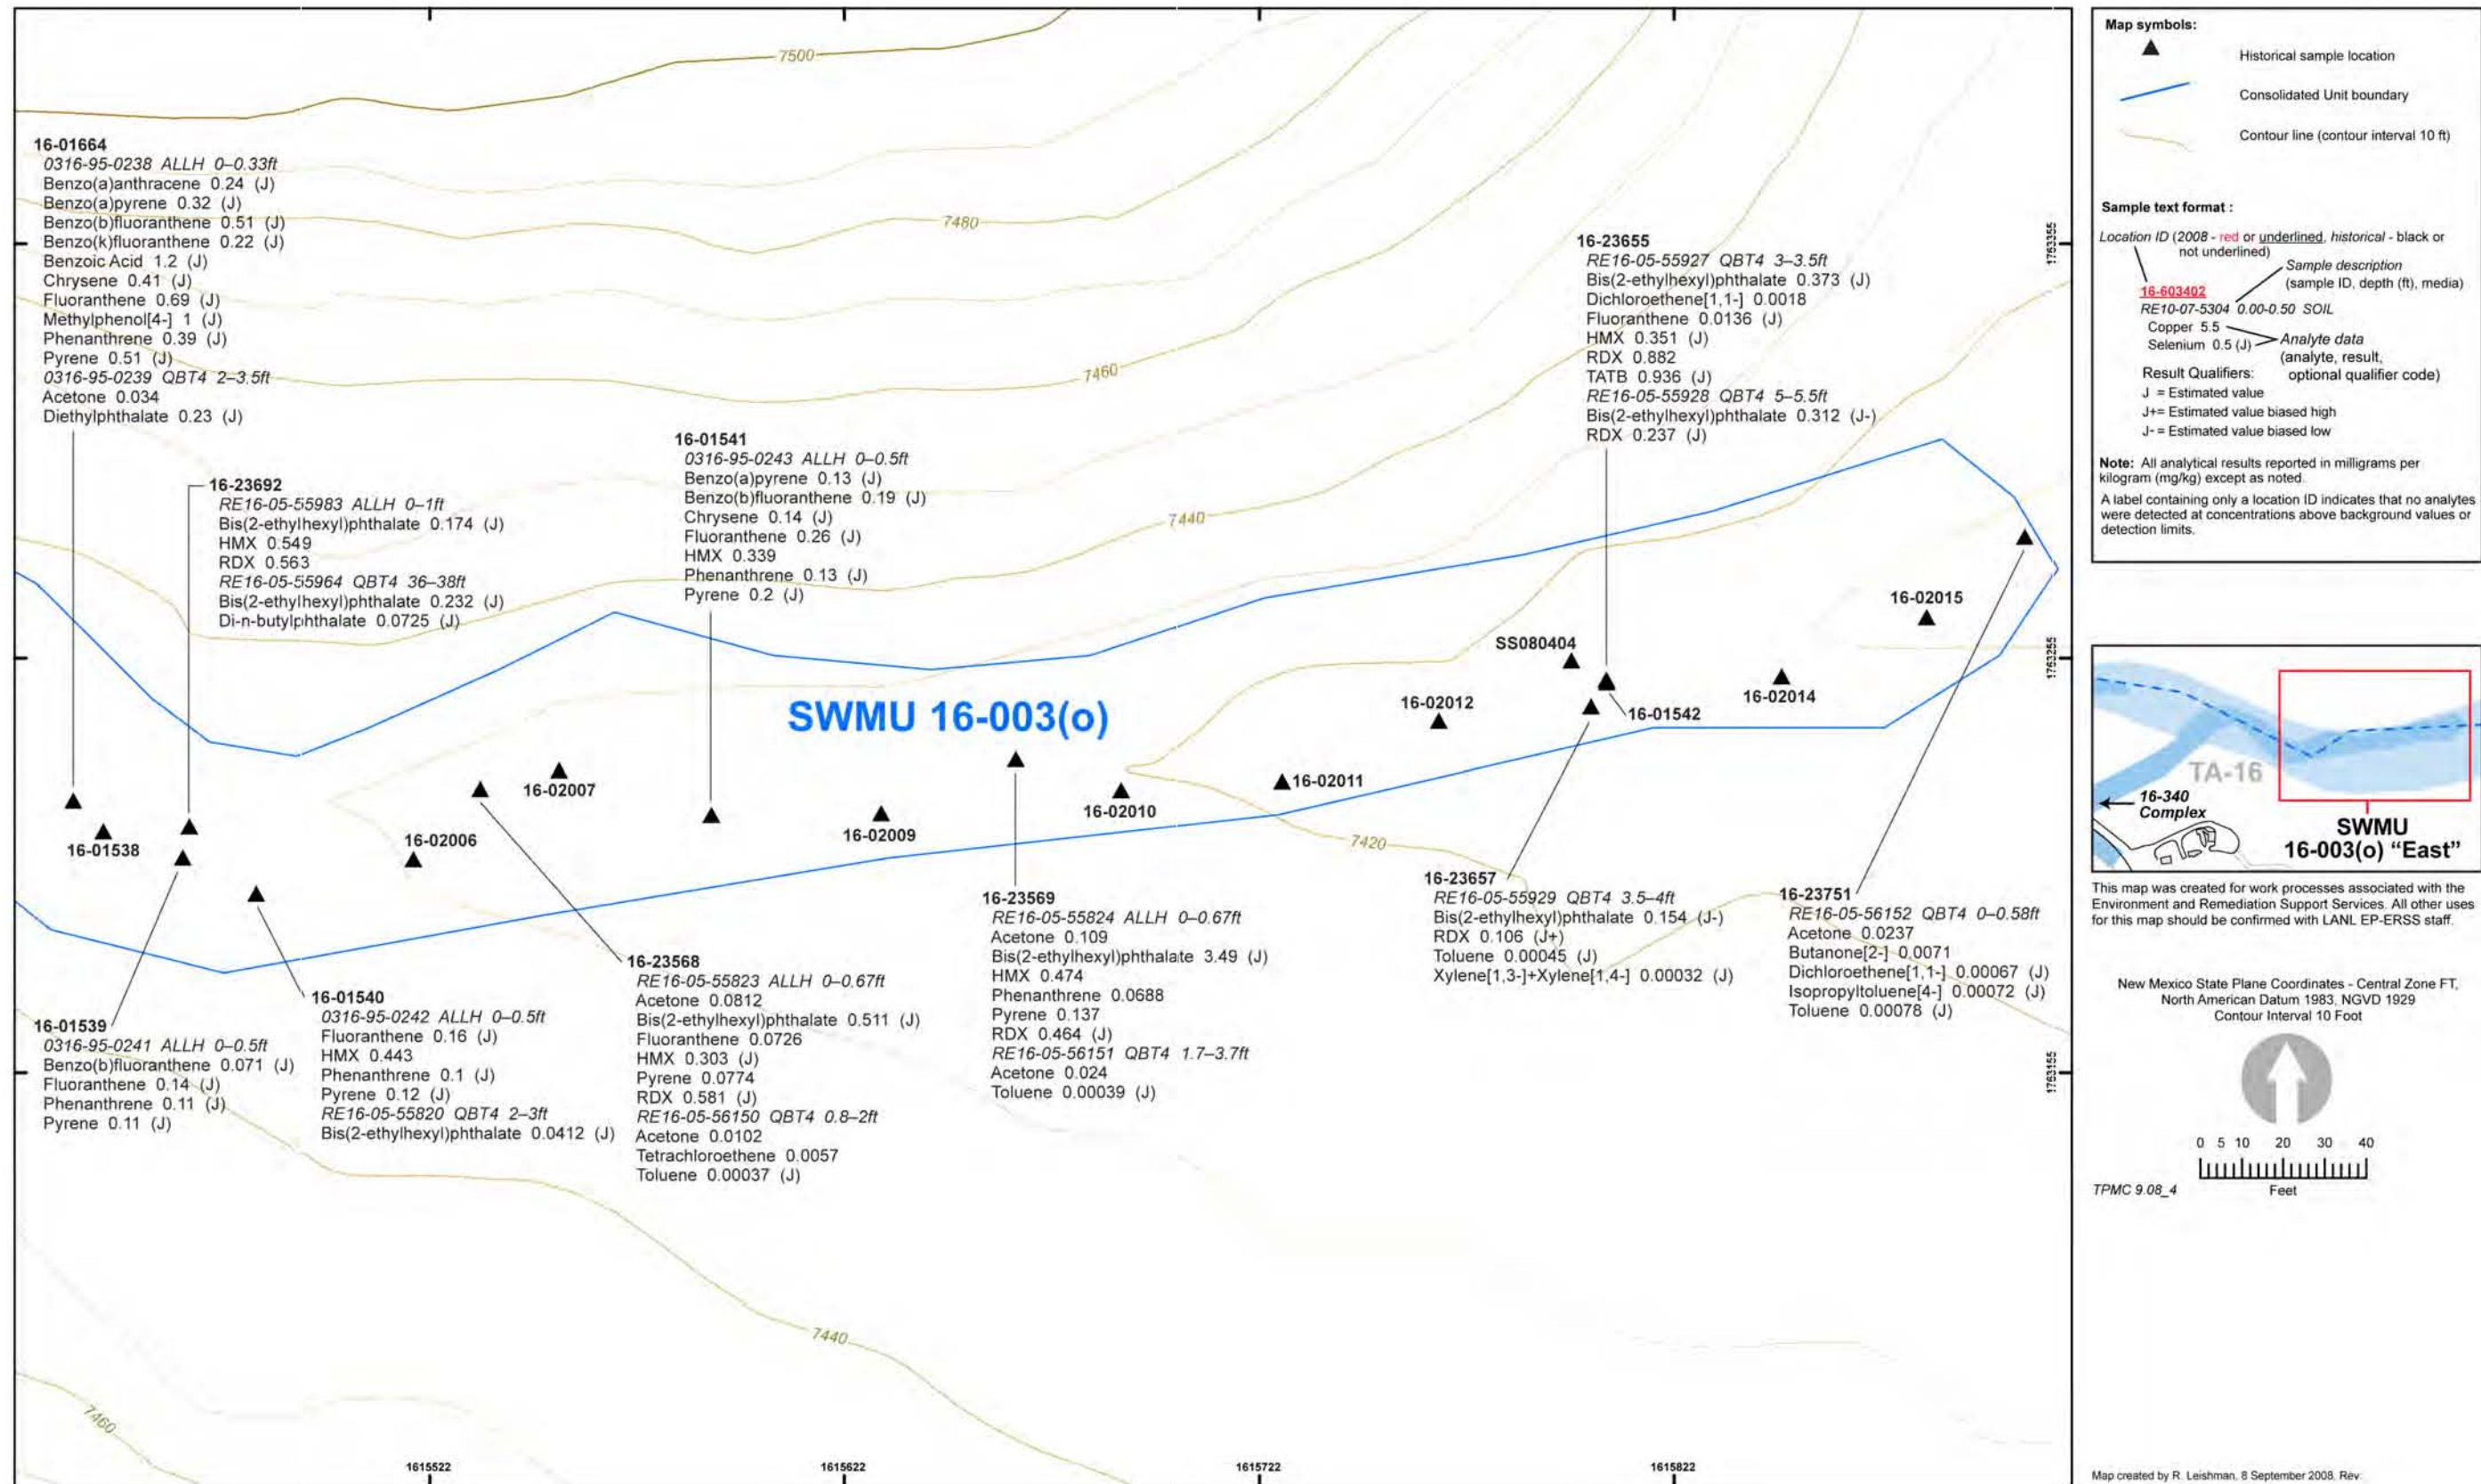 7500
16-01664
0316-95-0238 ALLH 0–0.33ft
Benzo(a)anthracene 0.24 (J)
Benzo(a)pyrene 0.32 (J)
Benzo(b)fluoranthene 0.51 (J)
Benzo(k)fluoranthene 0.22 (J)
Benzoic Acid 1.2 (J)
Chrysene 0.41 (J)
Fluoranthene 0.69 (J)
Methylphenol[4-] 1 (J)
Phenanthrene 0.39 (J)
Pyrene 0.51 (J)
0316-95-0239 QBT4 2–3.5ft
Acetone 0.034
Diethylphthalate 0.23 (J)
7480
7460
16-23692
RE16-05-55983 ALLH 0–1ft
Bis(2-ethylhexyl)phthalate 0.174 (J)
HMX 0.549
RDX 0.563
RE16-05-55964 QBT4 36–38ft
Bis(2-ethylhexyl)phthalate 0.232 (J)
Di-n-butylphthalate 0.0725 (J)
16-01541
0316-95-0243 ALLH 0–0.5ft
Benzo(a)pyrene 0.13 (J)
Benzo(b)fluoranthene 0.19 (J)
Chrysene 0.14 (J)
Fluoranthene 0.26 (J)
HMX 0.339
Phenanthrene 0.13 (J)
Pyrene 0.2 (J)
7440
16-23655
RE16-05-55927 QBT4 3–3.5ft
Bis(2-ethylhexyl)phthalate 0.373 (J)
Dichloroethene[1,1-] 0.0018
Fluoranthene 0.0136 (J)
HMX 0.351 (J)
RDX 0.882
TATB 0.936 (J)
RE16-05-55928 QBT4 5–5.5ft
Bis(2-ethylhexyl)phthalate 0.312 (J-)
RDX 0.237 (J)
1763355
16-02015
SS080404
1763255
16-02014
16-02012
16-01542
SWMU 16-003(o)
16-02011
16-02010
16-02007
16-02009
16-02006
16-01538
7420
16-01539
0316-95-0241 ALLH 0–0.5ft
Benzo(b)fluoranthene 0.071 (J)
Fluoranthene 0.14 (J)
Phenanthrene 0.11 (J)
Pyrene 0.11 (J)
16-01540
0316-95-0242 ALLH 0–0.5ft
Fluoranthene 0.16 (J)
HMX 0.443
Phenanthrene 0.1 (J)
Pyrene 0.12 (J)
RE16-05-55820 QBT4 2–3ft
Bis(2-ethylhexyl)phthalate 0.0412 (J)
16-23568
RE16-05-55823 ALLH 0–0.67ft
Acetone 0.0812
Bis(2-ethylhexyl)phthalate 0.511 (J)
Fluoranthene 0.0726
HMX 0.303 (J)
Pyrene 0.0774
RDX 0.581 (J)
RE16-05-56150 QBT4 0.8–2ft
Acetone 0.0102
Tetrachloroethene 0.0057
Toluene 0.00037 (J)
16-23569
RE16-05-55824 ALLH 0–0.67ft
Acetone 0.109
Bis(2-ethylhexyl)phthalate 3.49 (J)
HMX 0.474
Phenanthrene 0.0688
Pyrene 0.137
RDX 0.464 (J)
RE16-05-56151 QBT4 1.7–3.7ft
Acetone 0.024
Toluene 0.00039 (J)
16-23657
RE16-05-55929 QBT4 3.5–4ft
Bis(2-ethylhexyl)phthalate 0.154 (J-)
RDX 0.106 (J+)
Toluene 0.00045 (J)
Xylene[1,3-]+Xylene[1,4-] 0.00032 (J)
16-23751
RE16-05-56152 QBT4 0–0.58ft
Acetone 0.0237
Butanone[2-] 0.0071
Dichloroethene[1,1-] 0.00067 (J)
Isopropyltoluene[4-] 0.00072 (J)
Toluene 0.00078 (J)
1763155
7440
7460
1615522
1615622
1615722
1615822
Map symbols:
Historical sample location
Consolidated Unit boundary
Contour line (contour interval 10 ft)
Sample text format :
Location ID (2008 - red or underlined, historical - black or
not underlined)
Sample description
(sample ID, depth (ft), media)
16-603402
RE10-07-5304 0.00-0.50 SOIL
Copper 5.5
Selenium 0.5 (J)
Analyte data
(analyte, result,
optional qualifier code)
Result Qualifiers:
J = Estimated value
J+= Estimated value biased high
J- = Estimated value biased low
Note: All analytical results reported in milligrams per
kilogram (mg/kg) except as noted.
A label containing only a location ID indicates that no analytes
were detected at concentrations above background values or
detection limits.
TA-16
16-340
Complex
SWMU
16-003(o) “East”
This map was created for work processes associated with the
Environment and Remediation Support Services. All other uses
for this map should be confirmed with LANL EP-ERSS staff.
New Mexico State Plane Coordinates - Central Zone FT,
North American Datum 1983, NGVD 1929
Contour Interval 10 Foot
0 5 10 20 30 40
Feet
TPMC 9.08_4
Map created by R. Leishman, 8 September 2008, Rev.